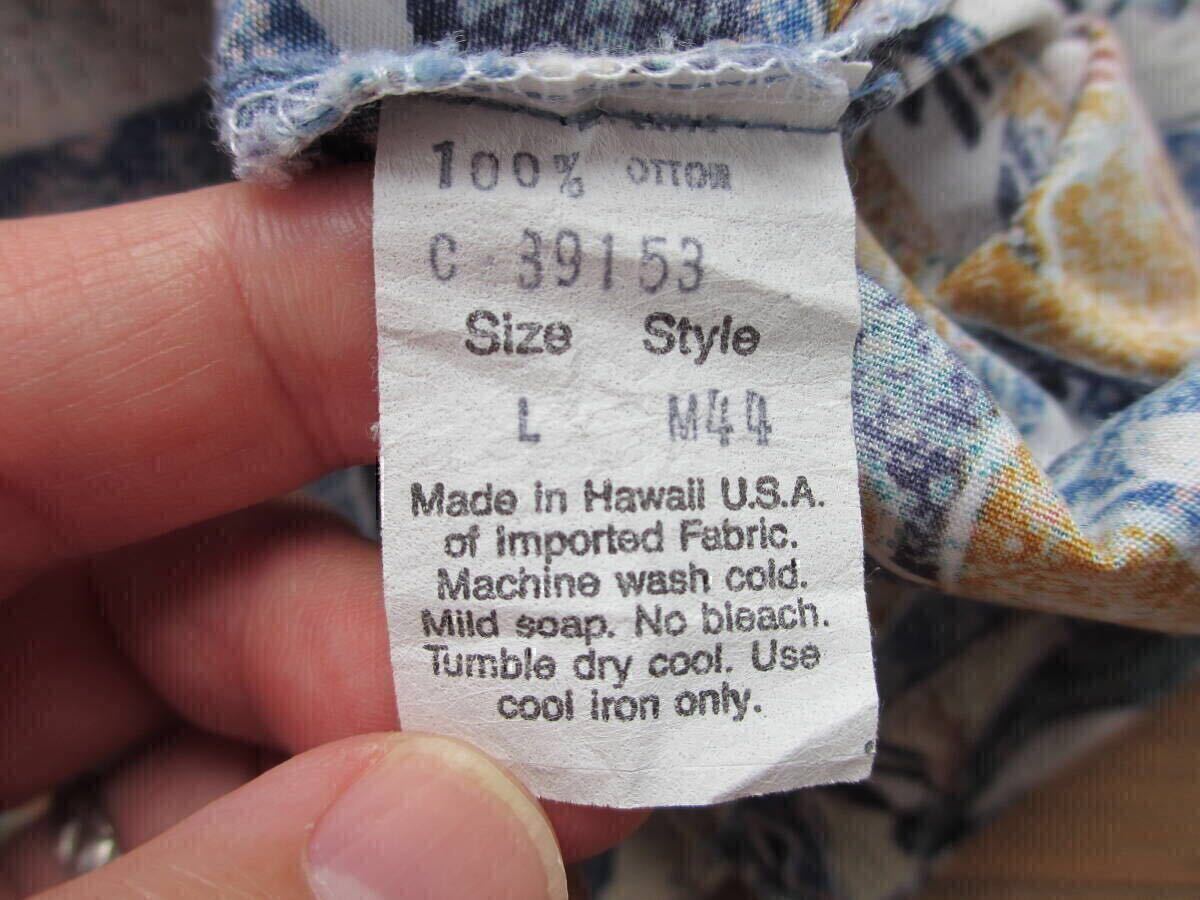 100% OTTON
C 39153
Size Style
L M44
Made in Hawaii U.S.A.
of imported Fabric.
Machine wash cold.
Mild soap. No bleach.
Tumble dry cool. Use
cool iron only.